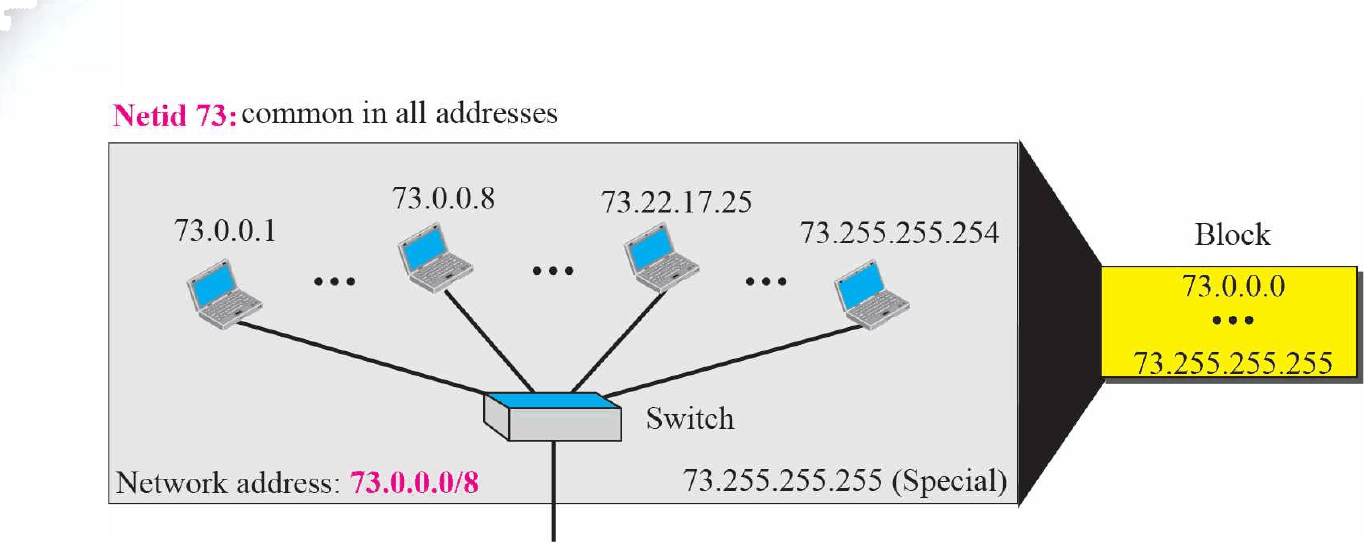 Netid 73: common in all addresses
73.0.0.1
73.0.0.8
73.22.17.25
73.255.255.254
Switch
Network address: 73.0.0.0/8
73.255.255.255 (Special)
Block
73.0.0.0
•••
73.255.255.255